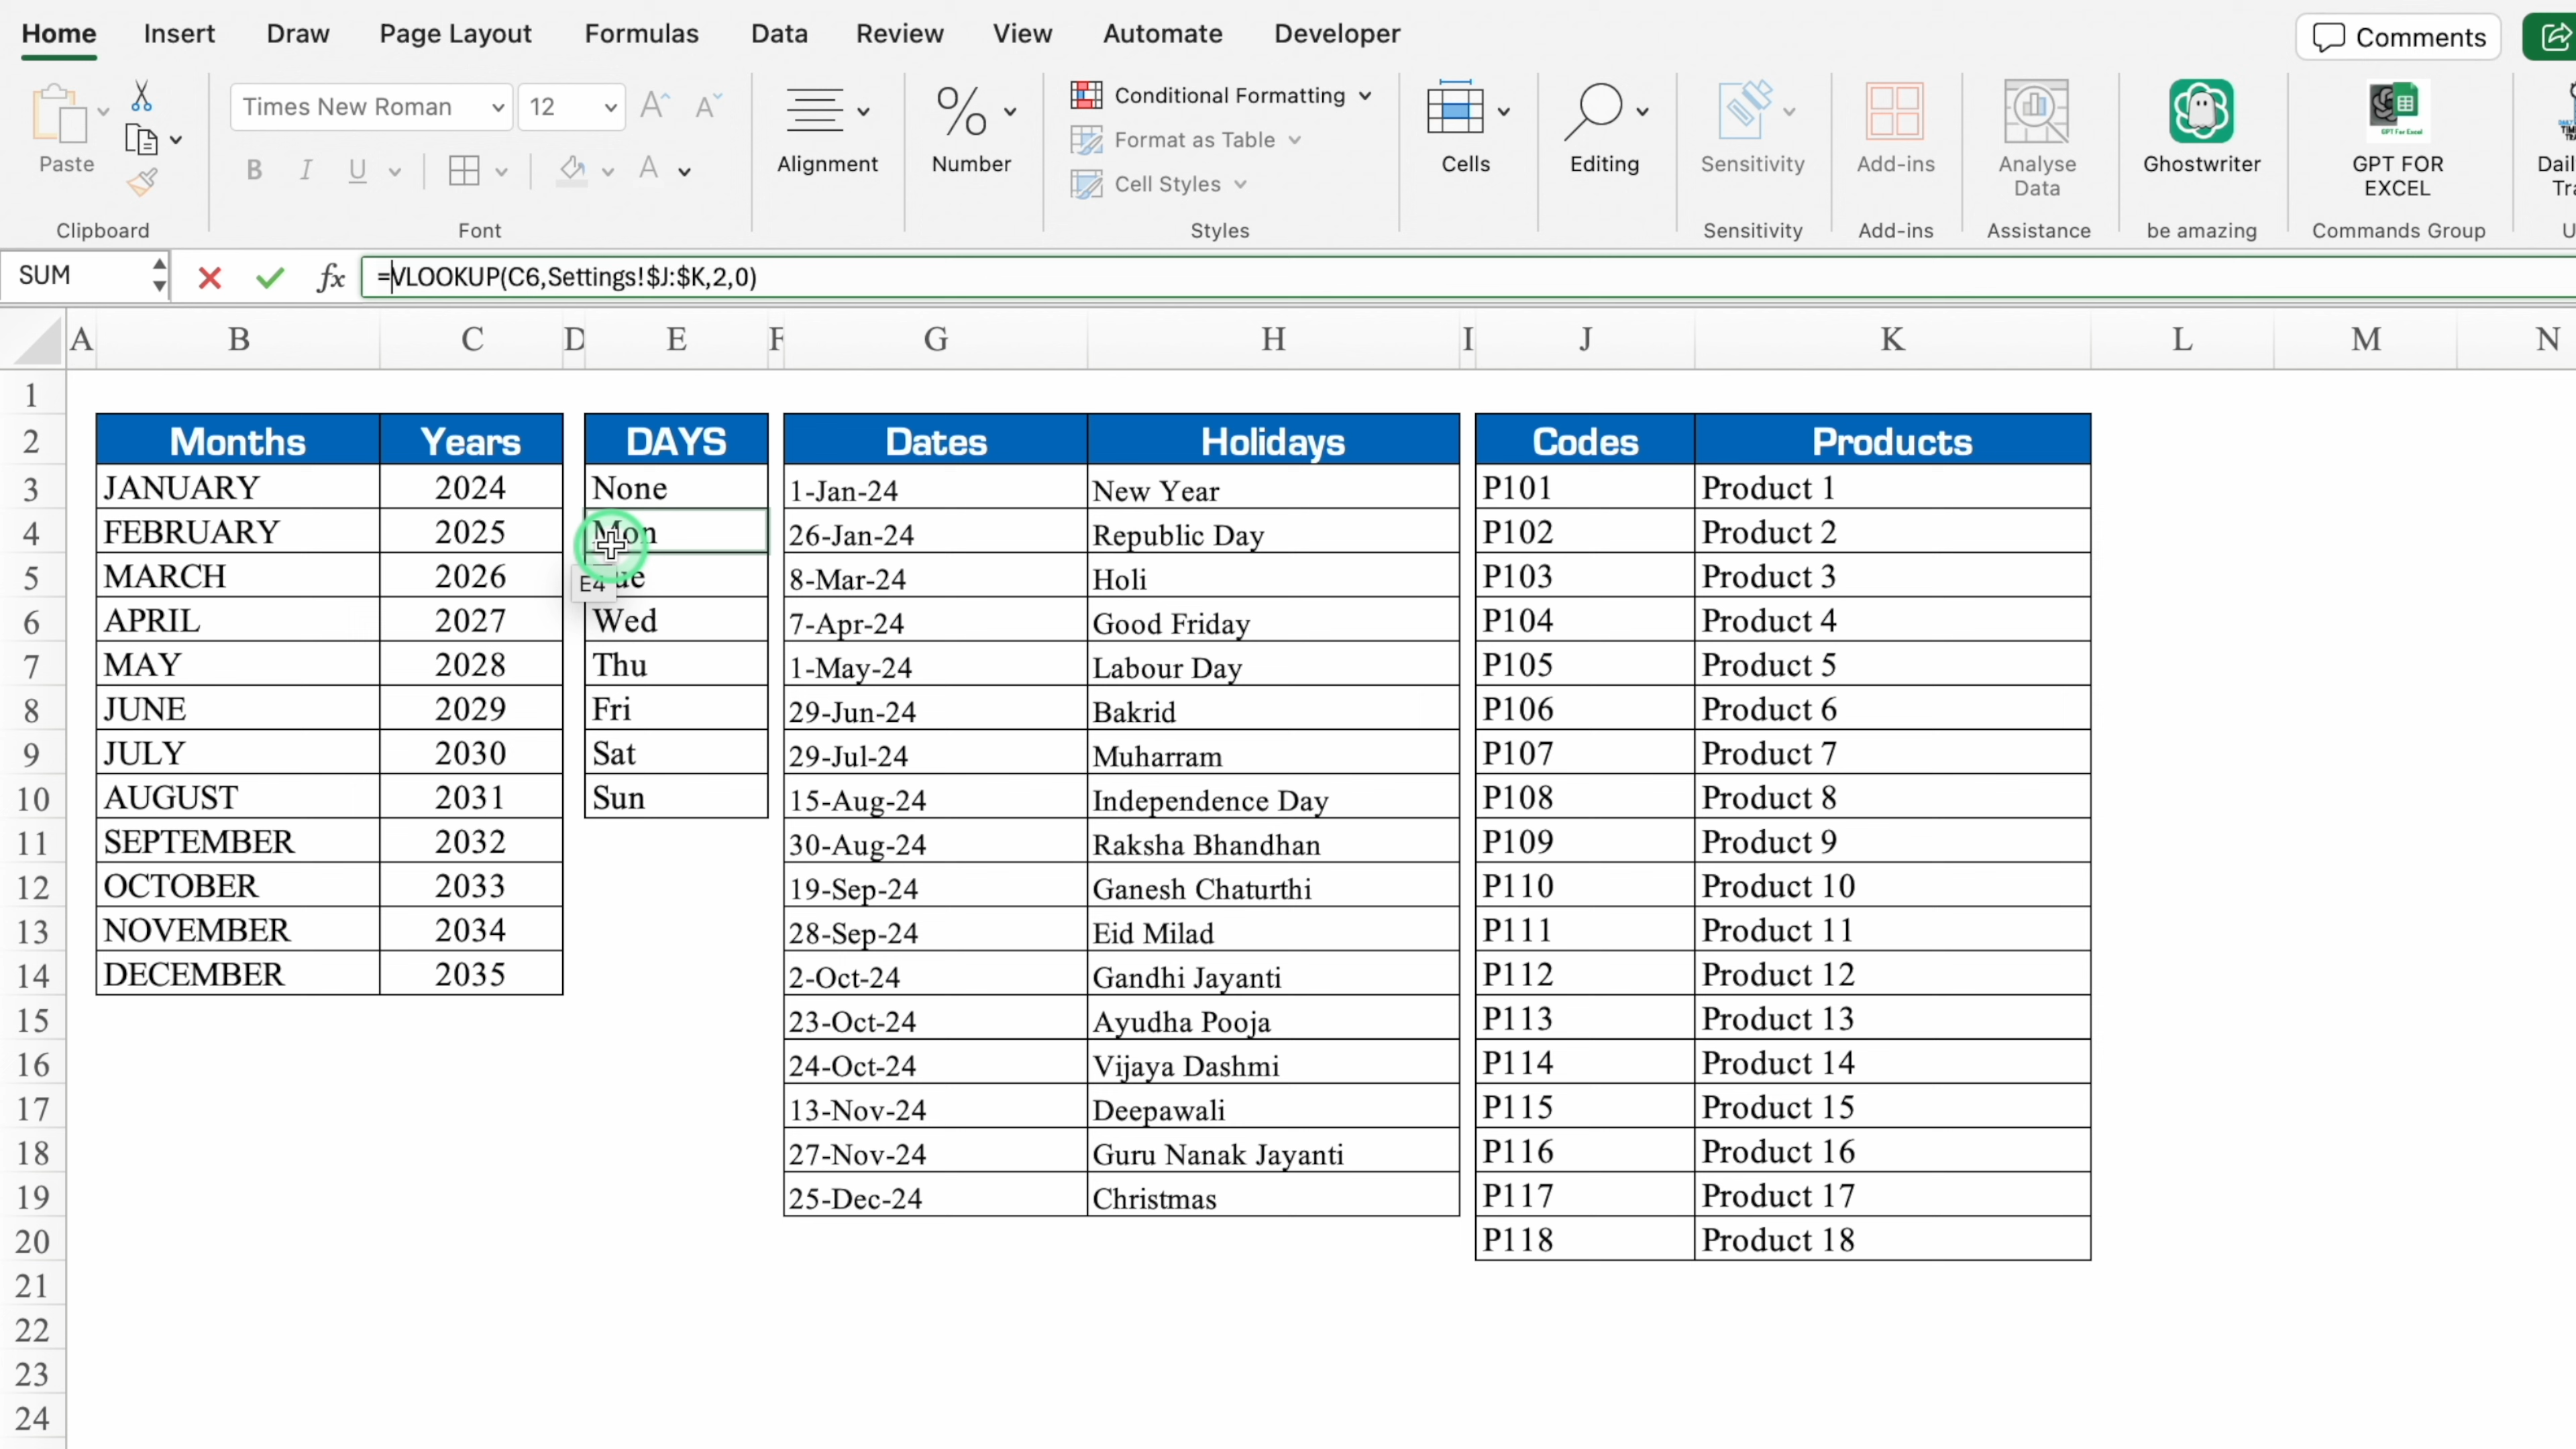 Home Insert Draw Page Layout Formulas Data Review View Automate Developer Comments
Paste
Clipboard
Times New Roman 12
B I U
Font
Alignment
%
Number
Conditional Formatting
Format as Table
Cell Styles
Styles
Cells
Editing
Sensitivity
Sensitivity
Add-ins
Add-ins
Analyse
Data
Assistance
Ghostwriter
be amazing
GPT For Excel
GPT FOR
EXCEL
Commands Group
SUM fx =VLOOKUP(C6,Settings!$J:$K,2,0)
A B C D E F G H I J K L M N
1
2 Months Years DAYS Dates Holidays Codes Products
3 JANUARY 2024 None 1-Jan-24 New Year P101 Product 1
4 FEBRUARY 2025 Mon 26-Jan-24 Republic Day P102 Product 2
E4
5 MARCH 2026 ue 8-Mar-24 Holi P103 Product 3
6 APRIL 2027 Wed 7-Apr-24 Good Friday P104 Product 4
7 MAY 2028 Thu 1-May-24 Labour Day P105 Product 5
8 JUNE 2029 Fri 29-Jun-24 Bakrid P106 Product 6
9 JULY 2030 Sat 29-Jul-24 Muharram P107 Product 7
10 AUGUST 2031 Sun 15-Aug-24 Independence Day P108 Product 8
11 SEPTEMBER 2032 30-Aug-24 Raksha Bhandhan P109 Product 9
12 OCTOBER 2033 19-Sep-24 Ganesh Chaturthi P110 Product 10
13 NOVEMBER 2034 28-Sep-24 Eid Milad P111 Product 11
14 DECEMBER 2035 2-Oct-24 Gandhi Jayanti P112 Product 12
15 23-Oct-24 Ayudha Pooja P113 Product 13
16 24-Oct-24 Vijaya Dashmi P114 Product 14
17 13-Nov-24 Deepawali P115 Product 15
18 27-Nov-24 Guru Nanak Jayanti P116 Product 16
19 25-Dec-24 Christmas P117 Product 17
20 P118 Product 18
21
22
23
24